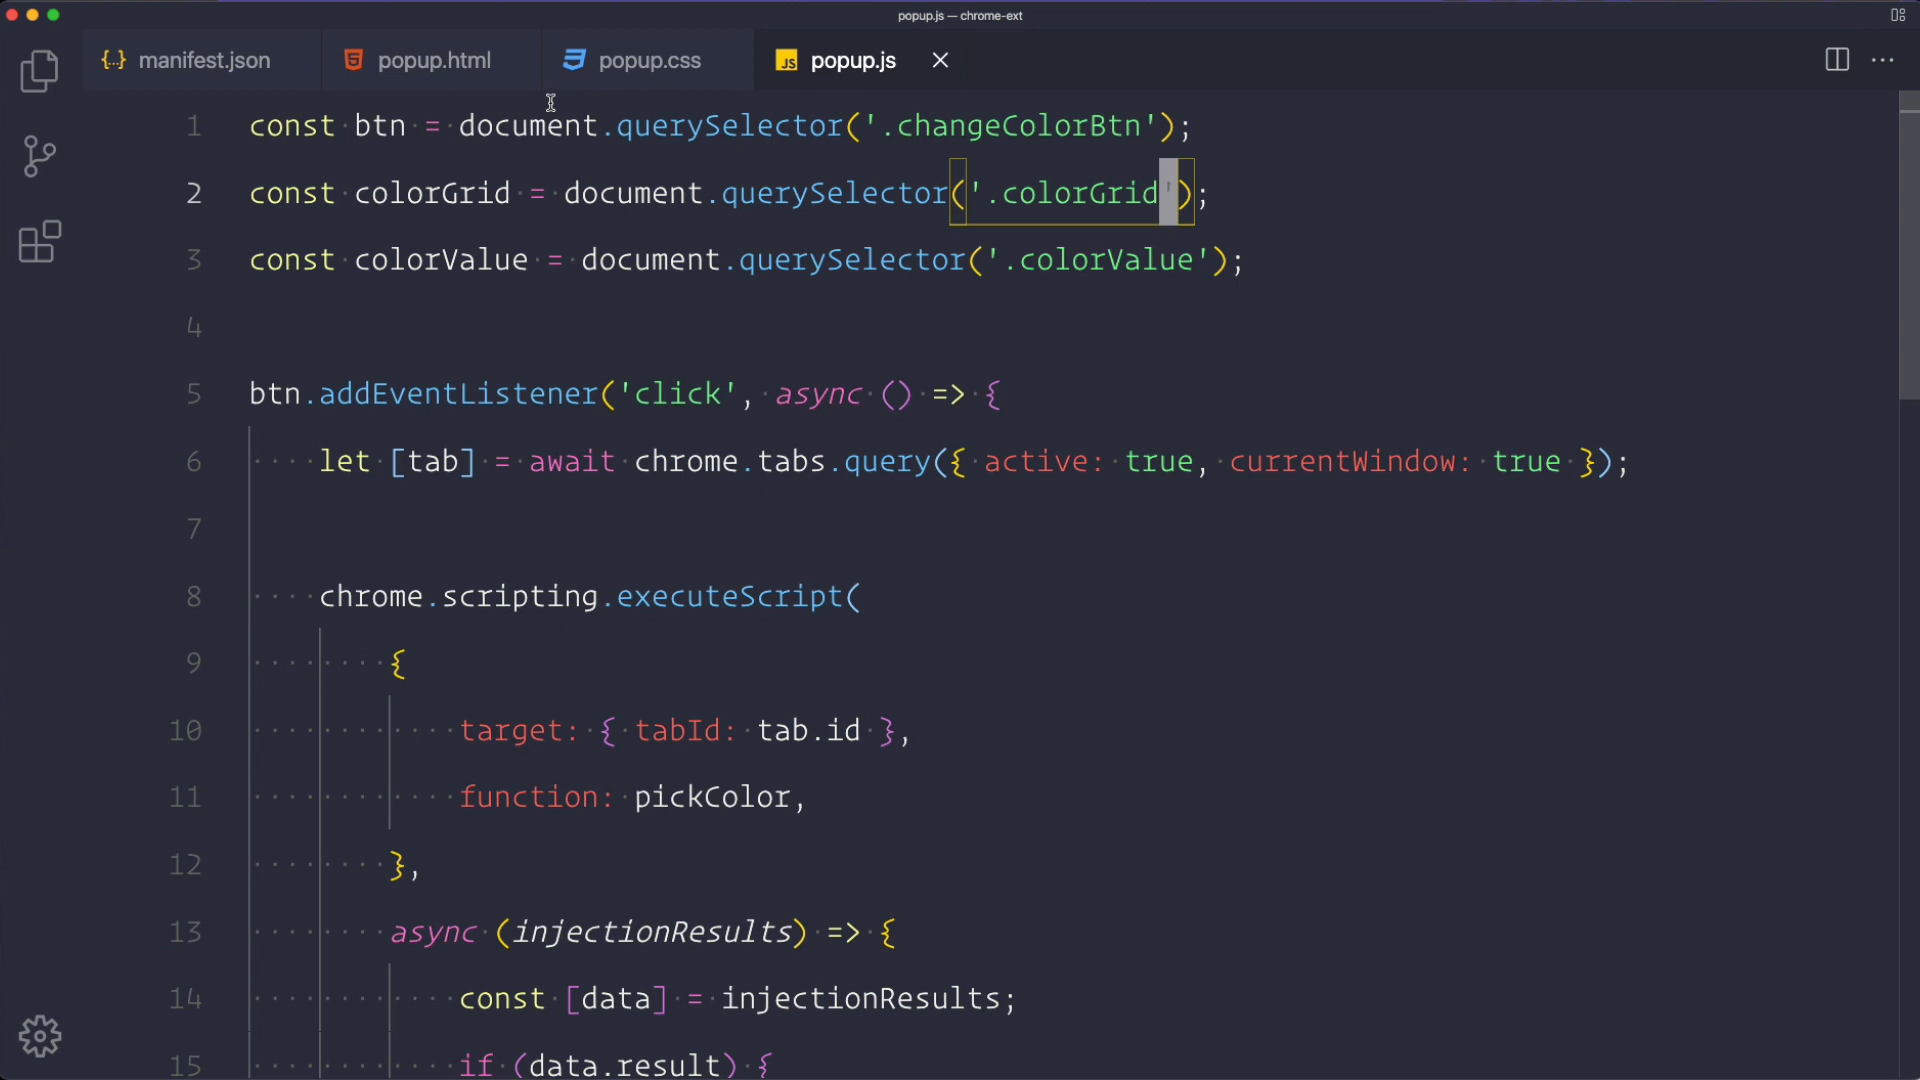 popup.js — chrome-ext
manifest.json popup.html popup.css popup.js
1 const btn = document.querySelector('.changeColorBtn');
2 const colorGrid = document.querySelector('.colorGrid');
3 const colorValue = document.querySelector('.colorValue');
4
5 btn.addEventListener('click', async () => {
6 let [tab] = await chrome.tabs.query({ active: true, currentWindow: true });
7
8 chrome.scripting.executeScript(
9 {
10 target: { tabId: tab.id },
11 function: pickColor,
12 },
13 async (injectionResults) => {
14 const [data] = injectionResults;
15 if (data.result) {